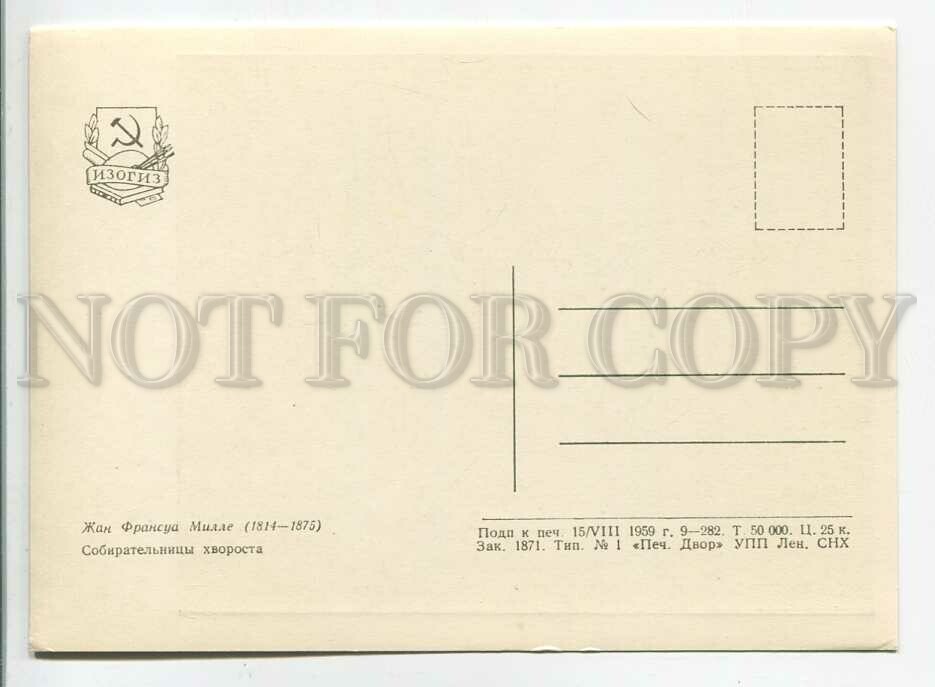 ИЗОГИЗ
NOT FOR COPY
Жан Франсуа Милле (1814—1875)
Собирательницы хвороста
Подп к печ. 15/VIII 1959 г. 9—282. Т. 50 000. Ц. 25 к.
Зак. 1871. Тип. № 1 «Печ. Двор» УПП Лен. СНХ